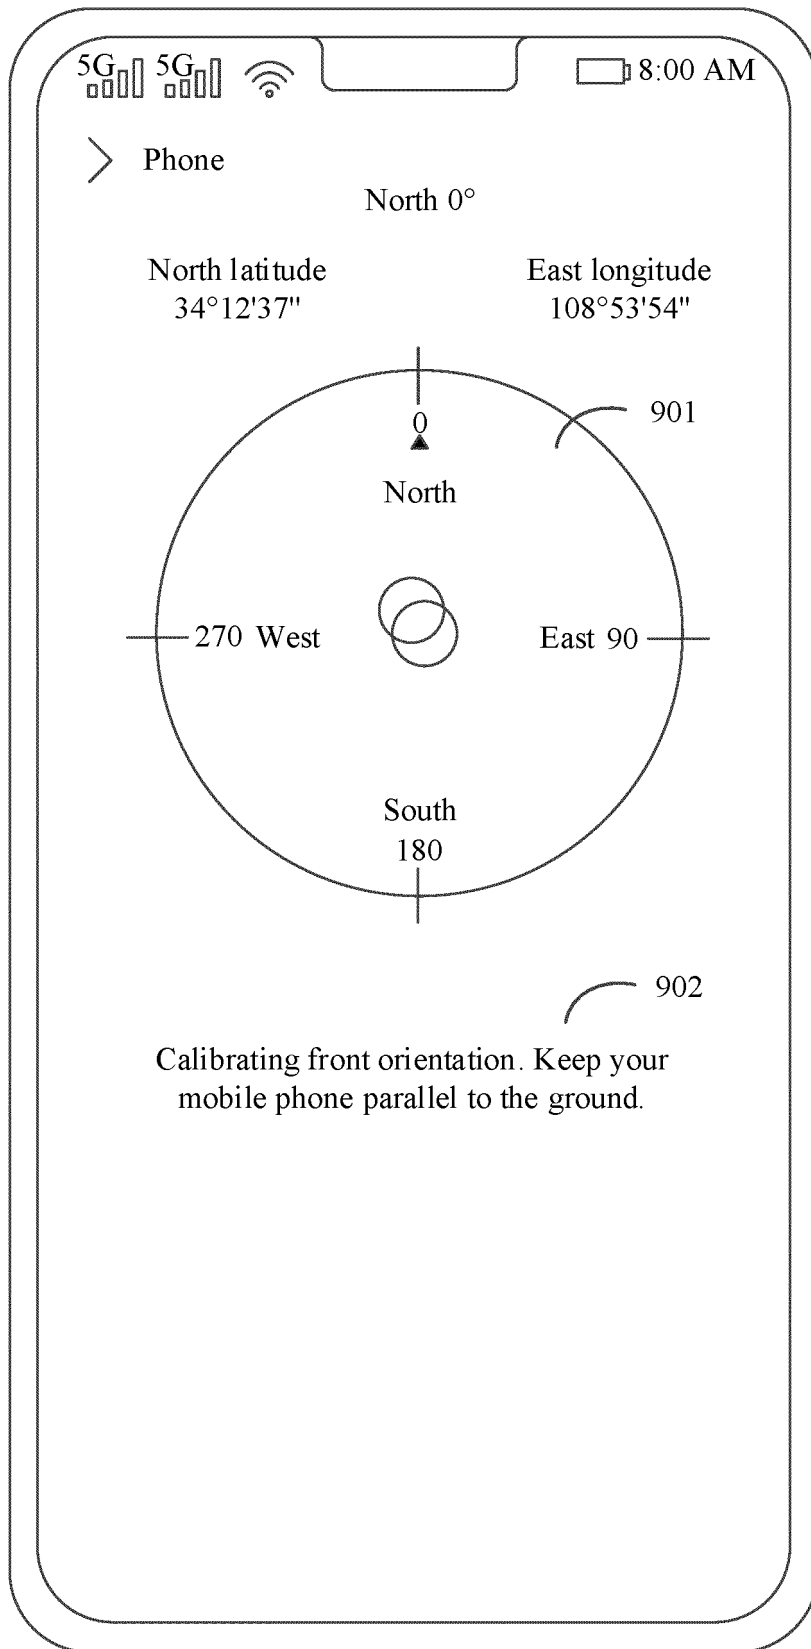 5G 5G 8:00 AM
Phone
North 0°
North latitude
34°12'37"
East longitude
108°53'54"
901
0
North
270 West
East 90
South
180
902
Calibrating front orientation. Keep your
mobile phone parallel to the ground.